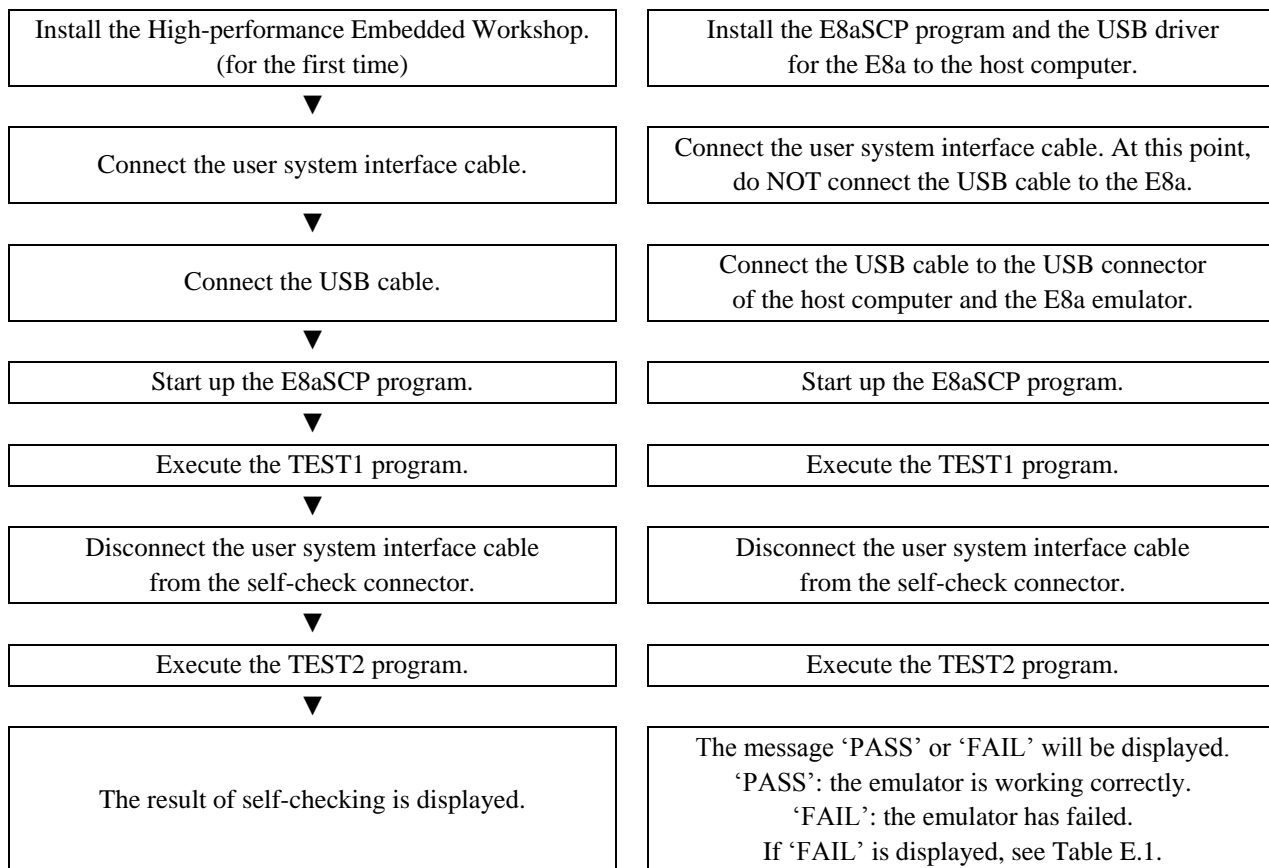 Install the High-performance Embedded Workshop.
(for the first time)
Install the E8aSCP program and the USB driver
for the E8a to the host computer.
▼
Connect the user system interface cable.
Connect the user system interface cable. At this point,
do NOT connect the USB cable to the E8a.
▼
Connect the USB cable.
Connect the USB cable to the USB connector
of the host computer and the E8a emulator.
▼
Start up the E8aSCP program.
Start up the E8aSCP program.
▼
Execute the TEST1 program.
Execute the TEST1 program.
▼
Disconnect the user system interface cable
from the self-check connector.
Disconnect the user system interface cable
from the self-check connector.
▼
Execute the TEST2 program.
Execute the TEST2 program.
▼
The result of self-checking is displayed.
The message ‘PASS’ or ‘FAIL’ will be displayed.
‘PASS’: the emulator is working correctly.
‘FAIL’: the emulator has failed.
If ‘FAIL’ is displayed, see Table E.1.